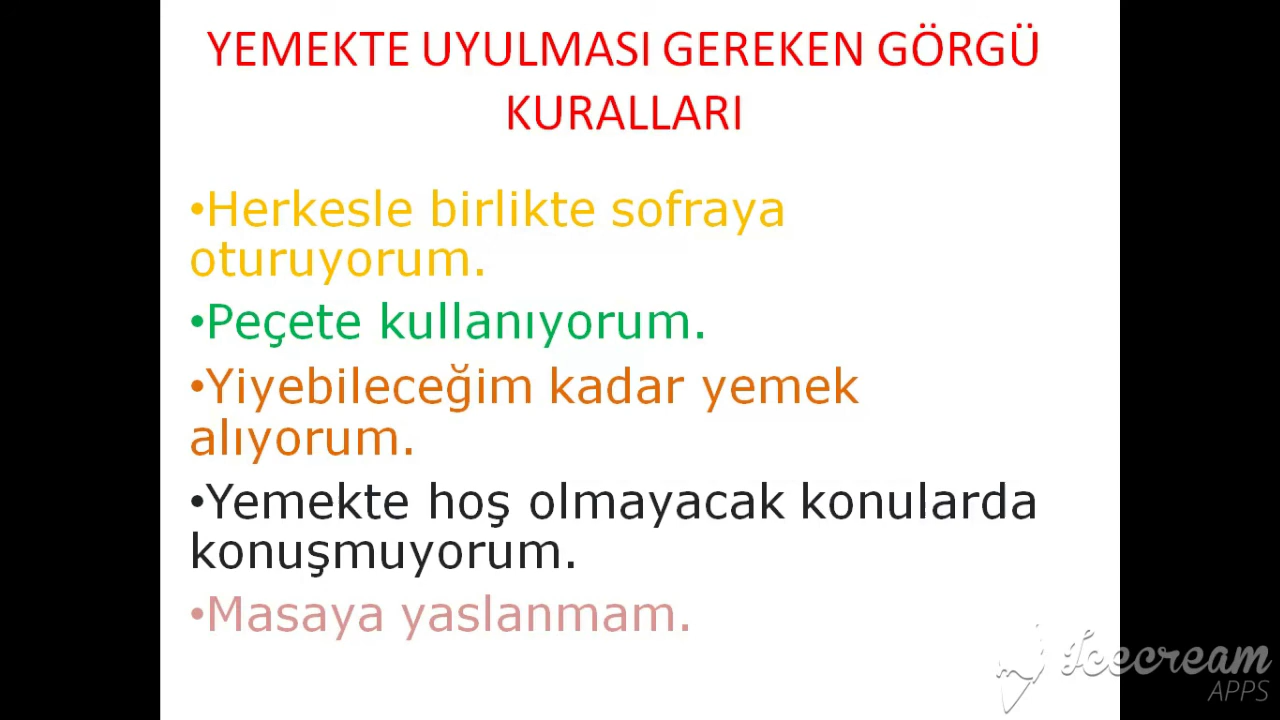 YEMEKTE UYULMASI GEREKEN GÖRGÜ
KURALLARI
•Herkesle birlikte sofraya
oturuyorum.
•Peçete kullanıyorum.
•Yiyebileceğim kadar yemek
alıyorum.
•Yemekte hoş olmayacak konularda
konuşmuyorum.
•Masaya yaslanmam.
Icecream
APPS